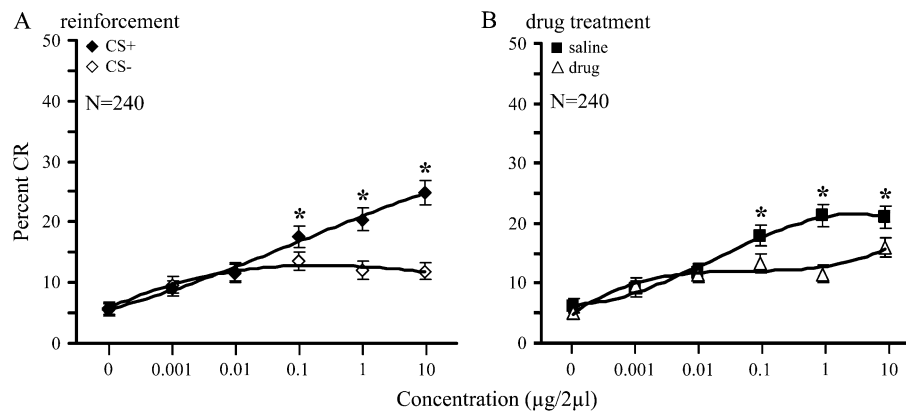 A reinforcement
CS+
CS-
N=240
50
40
30
20
10
0
Percent CR
0 0.001 0.01 0.1 1 10
* * *
B drug treatment
saline
drug
N=240
50
40
30
20
10
0
0 0.001 0.01 0.1 1 10
* * *
Concentration (µg/2µl)